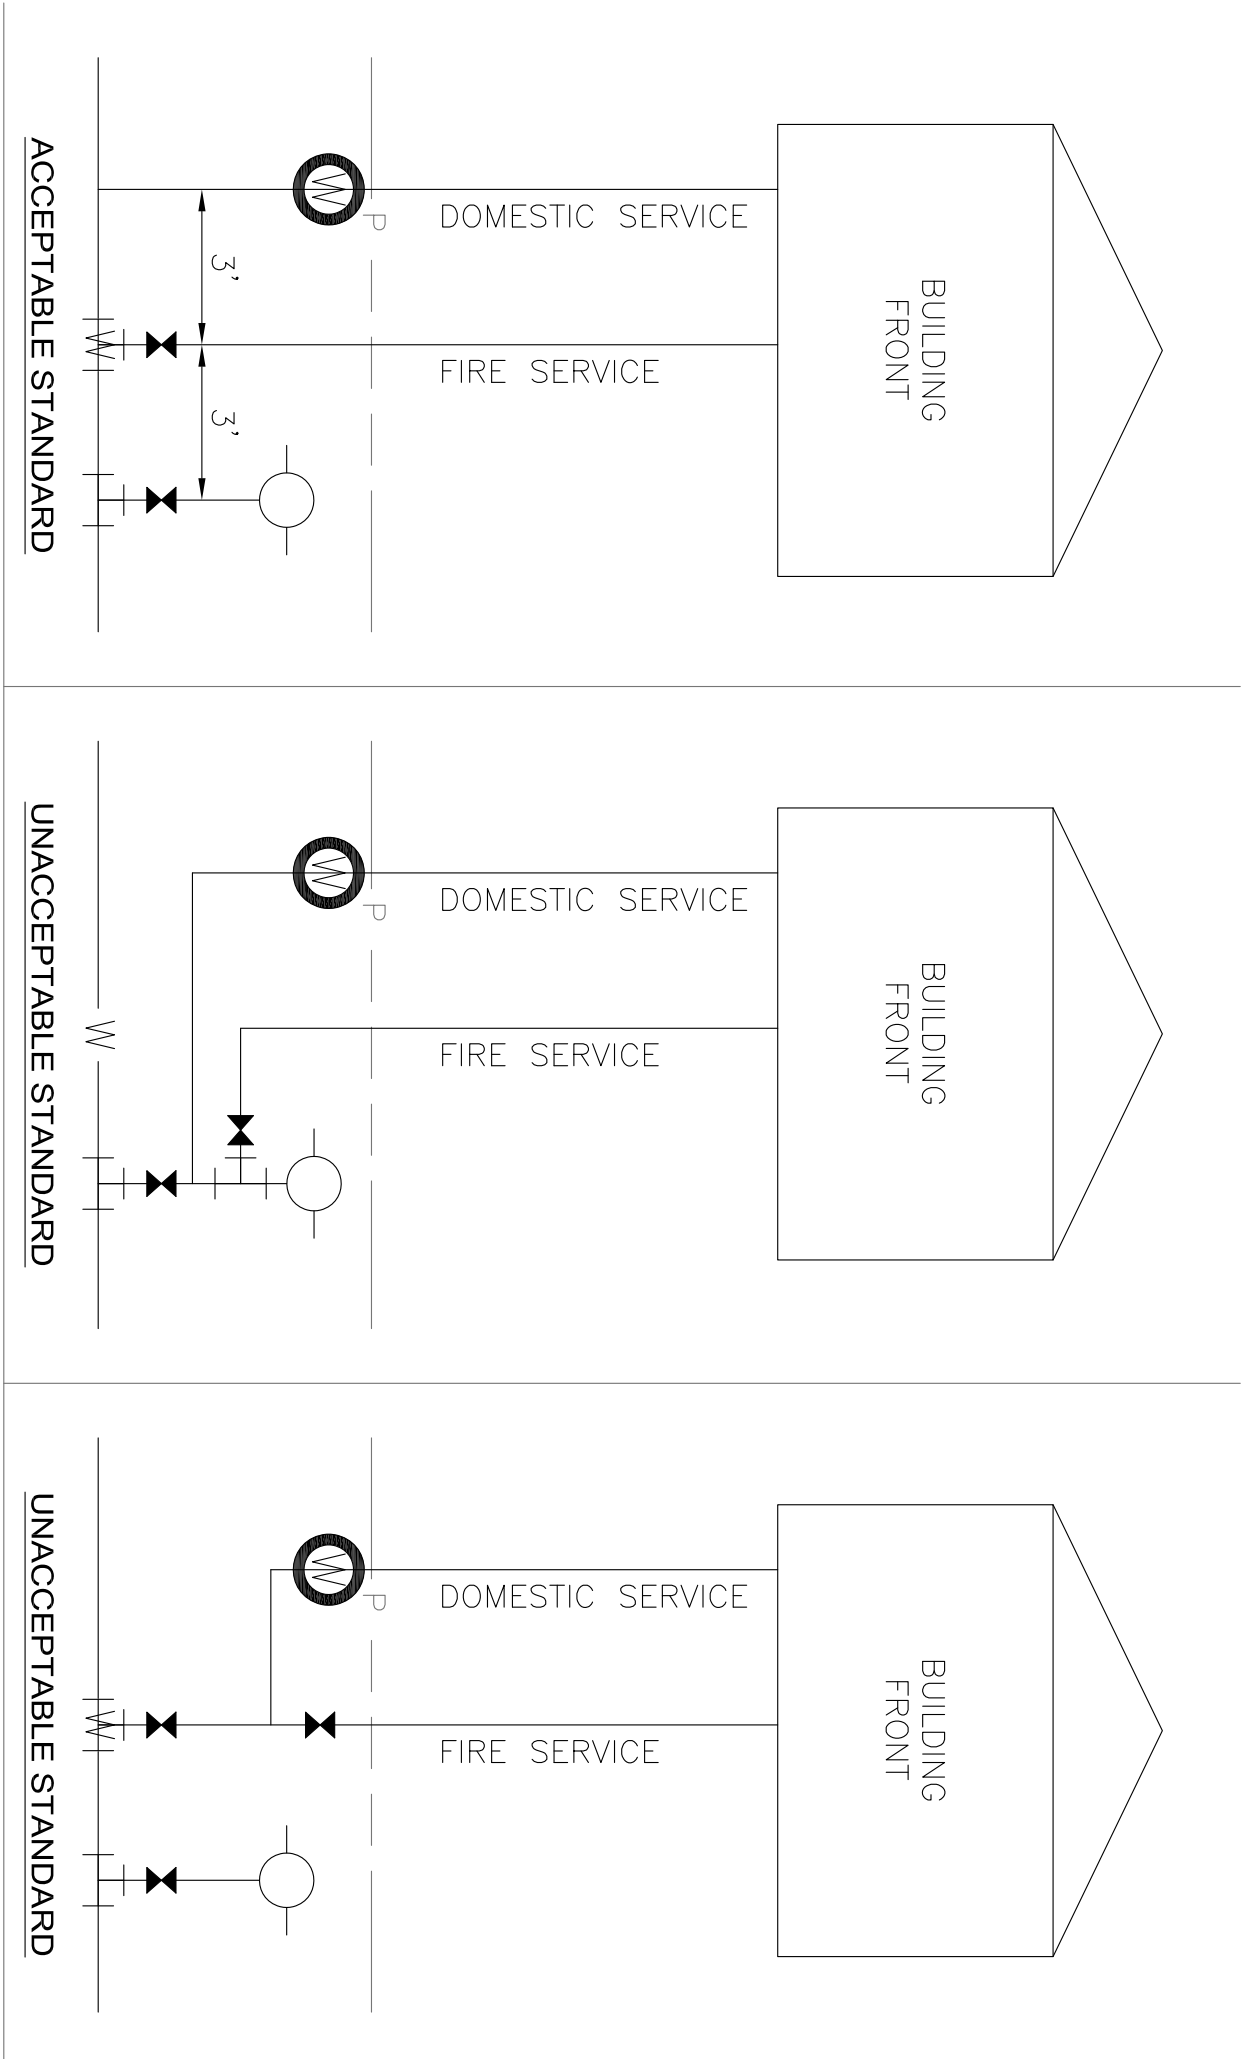 BUILDING
FRONT
DOMESTIC SERVICE
FIRE SERVICE
P
W
3'
3'
W
ACCEPTABLE STANDARD
BUILDING
FRONT
DOMESTIC SERVICE
FIRE SERVICE
P
W
W
UNACCEPTABLE STANDARD
BUILDING
FRONT
DOMESTIC SERVICE
FIRE SERVICE
P
W
W
UNACCEPTABLE STANDARD